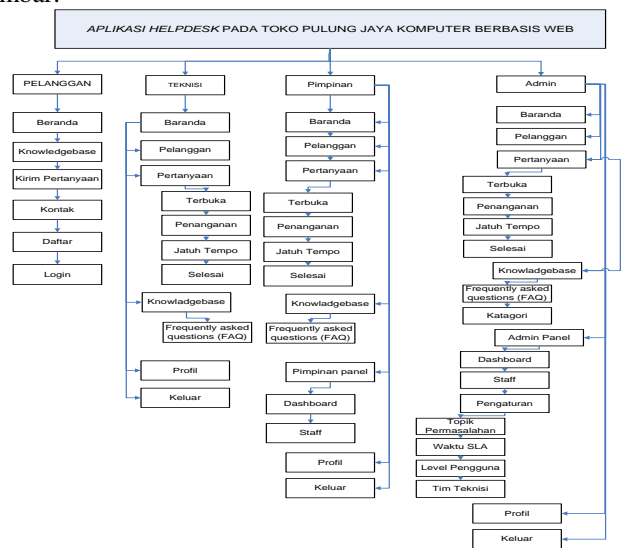 APLIKASI HELPDESK PADA TOKO PULUNG JAYA KOMPUTER BERBASIS WEB
PELANGGAN
Beranda
Knowledgebase
Kirim Pertanyaan
Kontak
Daftar
Login
TEKNISI
Baranda
Pelanggan
Pertanyaan
Terbuka
Penanganan
Jatuh Tempo
Selesai
Knowladgebase
Frequently asked
questions (FAQ)
Profil
Keluar
Pimpinan
Baranda
Pelanggan
Pertanyaan
Terbuka
Penanganan
Jatuh Tempo
Selesai
Knowladgebase
Frequently asked
questions (FAQ)
Pimpinan panel
Dashboard
Staff
Profil
Keluar
Admin
Baranda
Pelanggan
Pertanyaan
Terbuka
Penanganan
Jatuh Tempo
Selesai
Knowladgebase
Frequently asked
questions (FAQ)
Katagori
Admin Panel
Dashboard
Staff
Pengaturan
Topik
Permasalahan
Waktu SLA
Level Pengguna
Tim Teknisi
Profil
Keluar